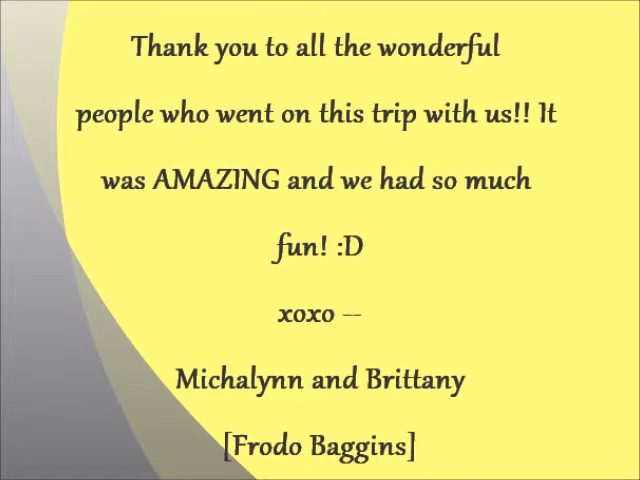 Thank you to all the wonderful
people who went on this trip with us!! It
was AMAZING and we had so much
fun! :D
xoxo --
Michalynn and Brittany
[Frodo Baggins]